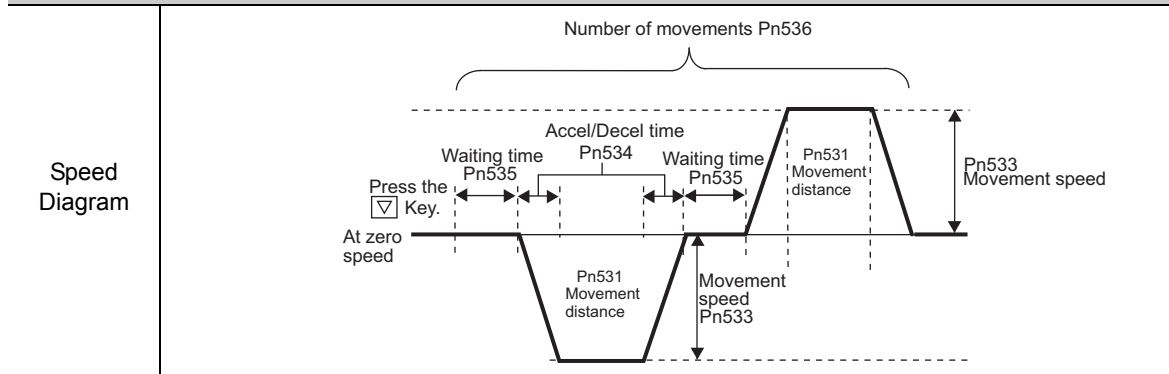 Number of movements Pn536
Speed
Diagram
Accel/Decel time
Pn534
Waiting time
Pn535
Waiting time
Pn535
Press the
▽ Key.
At zero
speed
Pn531
Movement
distance
Pn533
Movement speed
Pn531
Movement
distance
Movement
speed
Pn533